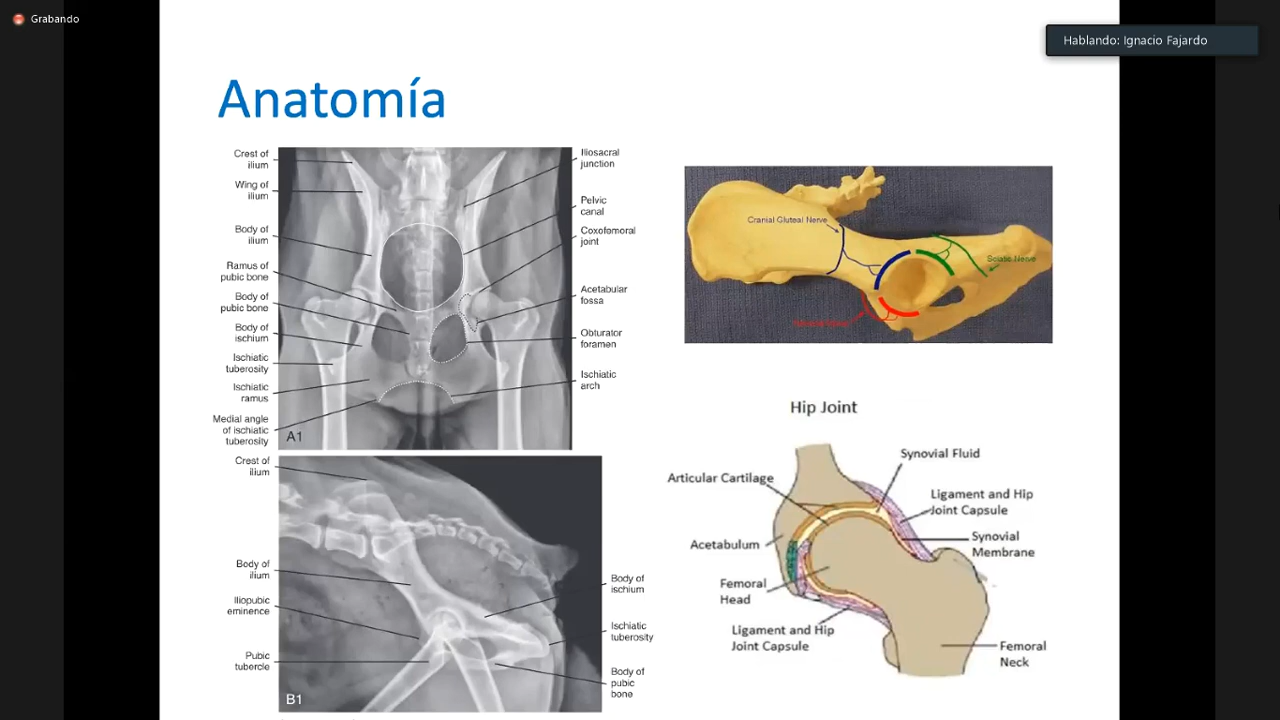 Grabando
Hablando: Ignacio Fajardo
Anatomía
Crest of
ilium
Wing of
ilium
Body of
ilium
Ramus of
pubic bone
Body of
pubic bone
Body of
ischium
Ischiatic
tuberosity
Ischiatic
ramus
Medial angle
of ischiatic
tuberosity
Iliosacral
junction
Pelvic
canal
Coxofemoral
joint
Acetabular
fossa
Obturator
foramen
Ischiatic
arch
A1
Crest of
ilium
Body of
ilium
Iliopubic
eminence
Pubic
tubercle
Body of
ischium
Ischiatic
tuberosity
Body of
pubic
bone
B1
Cranial Gluteal Nerve
Sciatic Nerve
Hip Joint
Synovial Fluid
Articular Cartilage
Ligament and Hip
Joint Capsule
Acetabulum
Synovial
Membrane
Femoral
Head
Ligament and Hip
Joint Capsule
Femoral
Neck